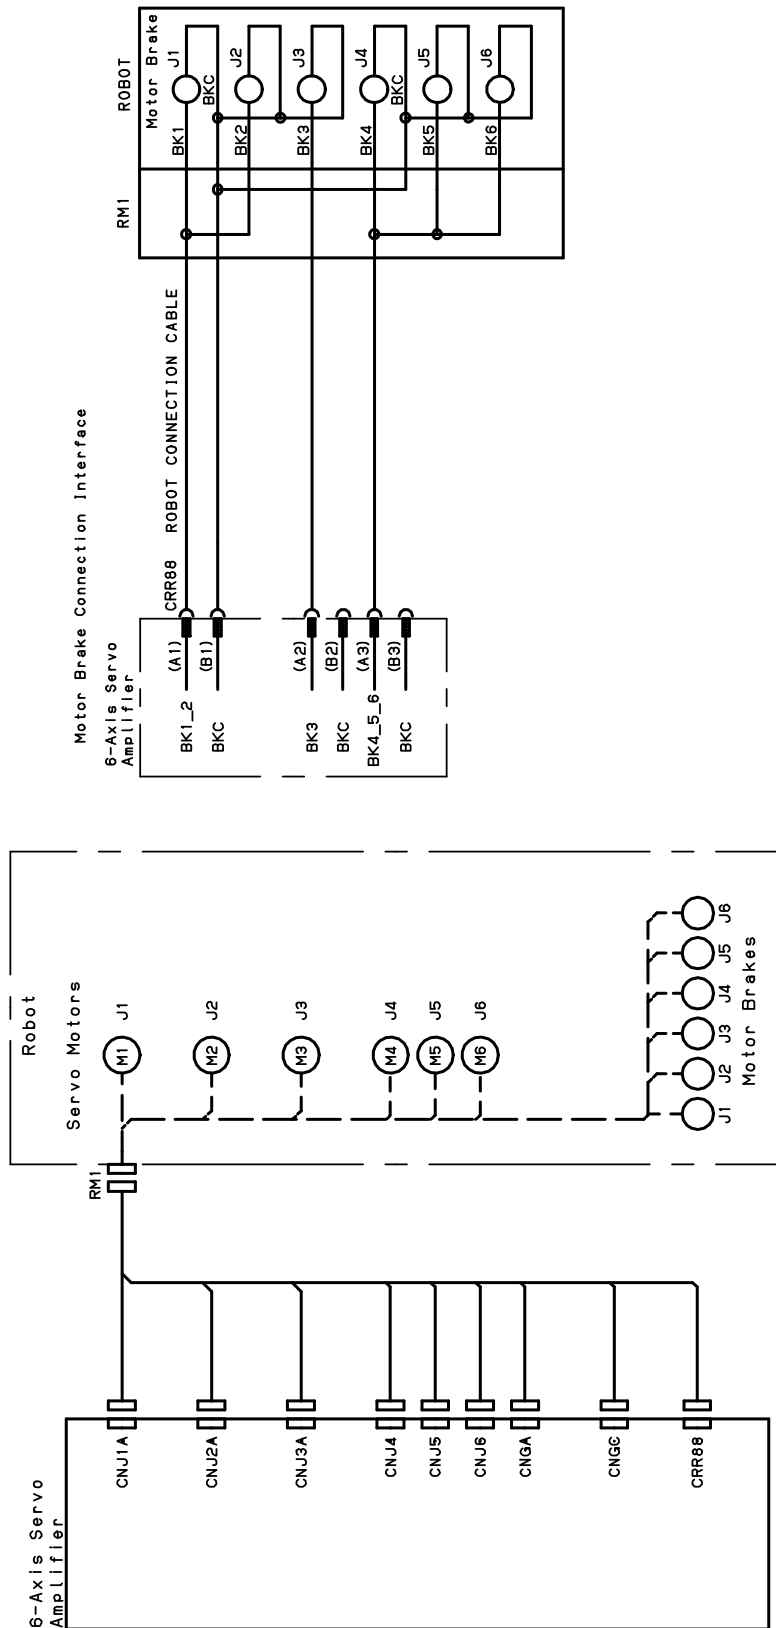 Motor Brake Connection Interface
6-Axis Servo
Amplifier
CRR88 ROBOT CONNECTION CABLE
RM1
ROBOT
Motor Brake
BK1_2
(A1)
BK1
J1
BKC
(B1)
BKC
BK2
J2
BK3
(A2)
BK3
J3
BKC
(B2)
BK4_5_6
(A3)
BK4
J4
BKC
(B3)
BKC
BK5
J5
BK6
J6
6-Axis Servo
Amplifier
Robot
Servo Motors
RM1
CNJ1A
M1
J1
CNJ2A
M2
J2
CNJ3A
M3
J3
CNJ4
M4
J4
CNJ5
M5
J5
CNJ6
M6
J6
CNGA
CNGC
CRR88
J1
J2
J3
J4
J5
J6
Motor Brakes